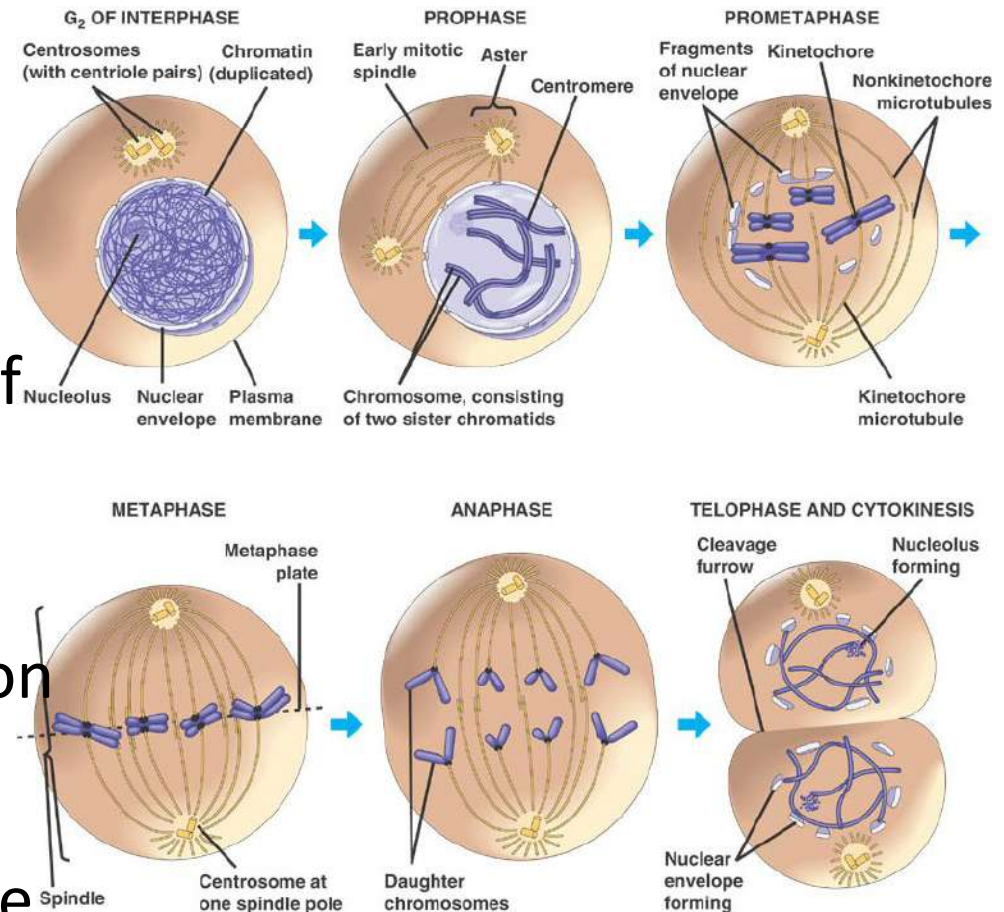 G₂ OF INTERPHASE
Centrosomes
(with centriole pairs)
Chromatin
(duplicated)
Nucleolus
Nuclear
envelope
Plasma
membrane
PROPHASE
Early mitotic
spindle
Aster
Centromere
Chromosome, consisting
of two sister chromatids
PROMETAPHASE
Fragments
of nuclear
envelope
Kinetochore
Nonkinetochore
microtubules
Kinetochore
microtubule
f
METAPHASE
Metaphase
plate
Spindle
Centrosome at
one spindle pole
ANAPHASE
Daughter
chromosomes
TELOPHASE AND CYTOKINESIS
Cleavage
furrow
Nucleolus
forming
Nuclear
envelope
forming
on
e